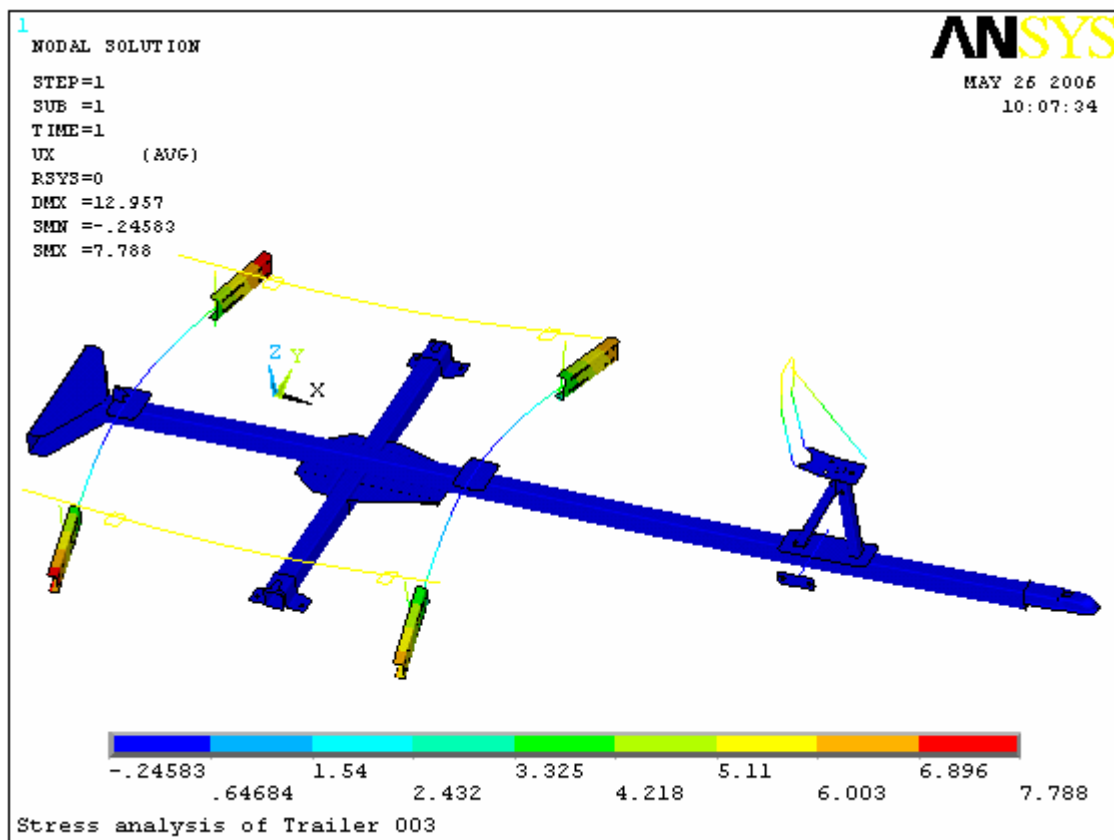 1
NODAL SOLUTION
ANSYS
STEP=1
SUB =1
TIME=1
UX (AVG)
RSYS=0
DMX =12.957
SMN =-.24583
SMX =7.788
MAY 26 2006
10:07:34
Z
Y
X
-.24583 1.54 3.325 5.11 6.896
.64684 2.432 4.218 6.003 7.788
Stress analysis of Trailer 003